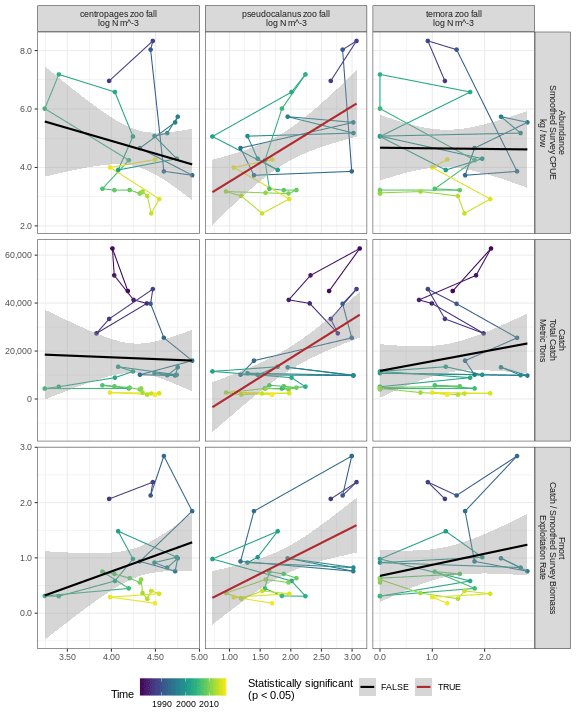 centropages zoo fall
log N m^-3
pseudocalanus zoo fall
log N m^-3
temora zoo fall
log N m^-3
8.0
6.0
4.0
2.0
Abundance
Smoothed Survey CPUE
kg / tow
60,000
40,000
20,000
0
Catch
Total Catch
Metric Tons
3.0
2.0
1.0
0.0
Fmort
Catch / Smoothed Survey Biomass
Exploitation Rate
3.50 4.00 4.50 5.00
1.00 1.50 2.00 2.50 3.00
0.0 1.0 2.0
Time
1990 2000 2010
Statistically significant
(p < 0.05)
FALSE
TRUE